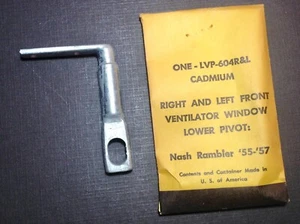 ONE - LVP-604R&L
CADMIUM
RIGHT AND LEFT FRONT
VENTILATOR WINDOW
LOWER PIVOT:
Nash Rambler '55-'57
Contents and Container Made in
U. S. of America